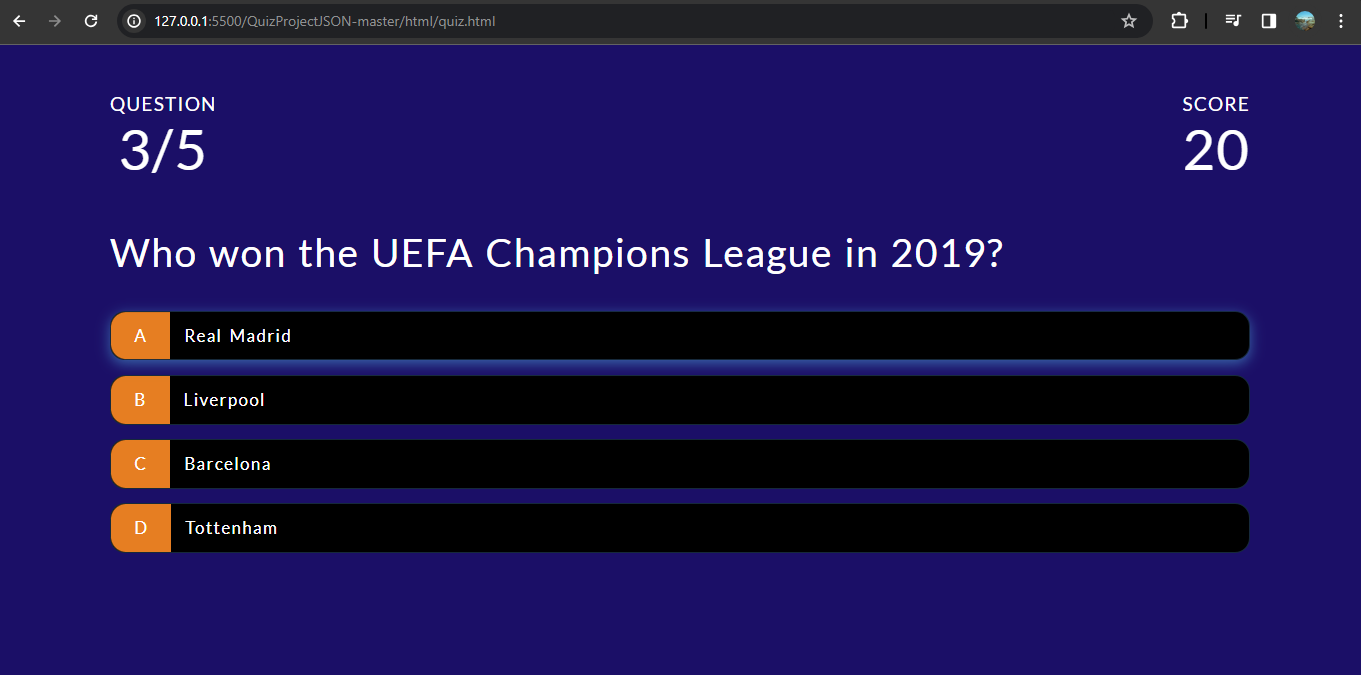 127.0.0.1:5500/QuizProjectJSON-master/html/quiz.html
QUESTION
3/5
SCORE
20
Who won the UEFA Champions League in 2019?
A Real Madrid
B Liverpool
C Barcelona
D Tottenham